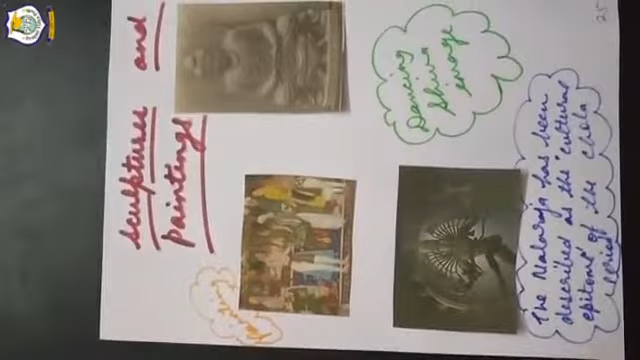 sculptures and
paintings
Dancing
Shiva
image
The Nataraja has been
described as the "cultural
epitome" of the chola
period
25